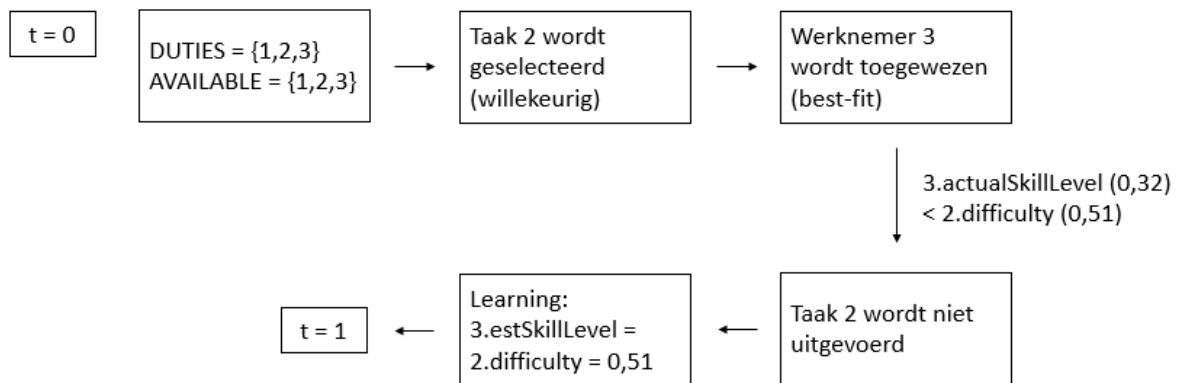 t = 0
DUTIES = {1,2,3}
AVAILABLE = {1,2,3}
Taak 2 wordt
geselecteerd
(willekeurig)
Werknemer 3
wordt toegewezen
(best-fit)
3.actualSkillLevel (0,32)
< 2.difficulty (0,51)
Taak 2 wordt niet
uitgevoerd
Learning:
3.estSkillLevel =
2.difficulty = 0,51
t = 1